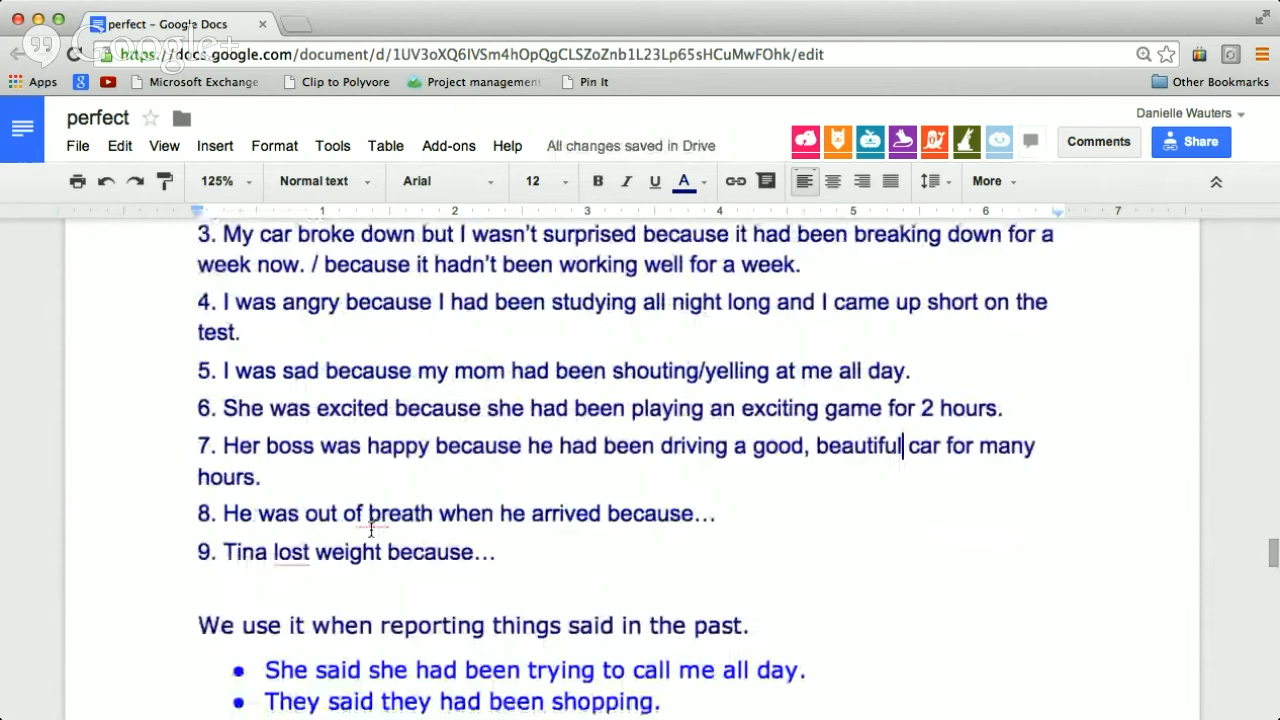 perfect - Google Docs
Google+
https://docs.google.com/document/d/1UV3oXQ6IVSm4hOpQgCLSZoZnb1L23Lp65sHCuMwFOhk/edit
Apps Microsoft Exchange Clip to Polyvore Project management Pin It Other Bookmarks
perfect
Danielle Wauters
File Edit View Insert Format Tools Table Add-ons Help All changes saved in Drive
Comments Share
125% Normal text Arial 12 B I U A More
1 2 3 4 5 6 7
3. My car broke down but I wasn't surprised because it had been breaking down for a
week now. / because it hadn't been working well for a week.
4. I was angry because I had been studying all night long and I came up short on the
test.
5. I was sad because my mom had been shouting/yelling at me all day.
6. She was excited because she had been playing an exciting game for 2 hours.
7. Her boss was happy because he had been driving a good, beautiful car for many
hours.
8. He was out of breath when he arrived because…
9. Tina lost weight because…
We use it when reporting things said in the past.
• She said she had been trying to call me all day.
• They said they had been shopping.